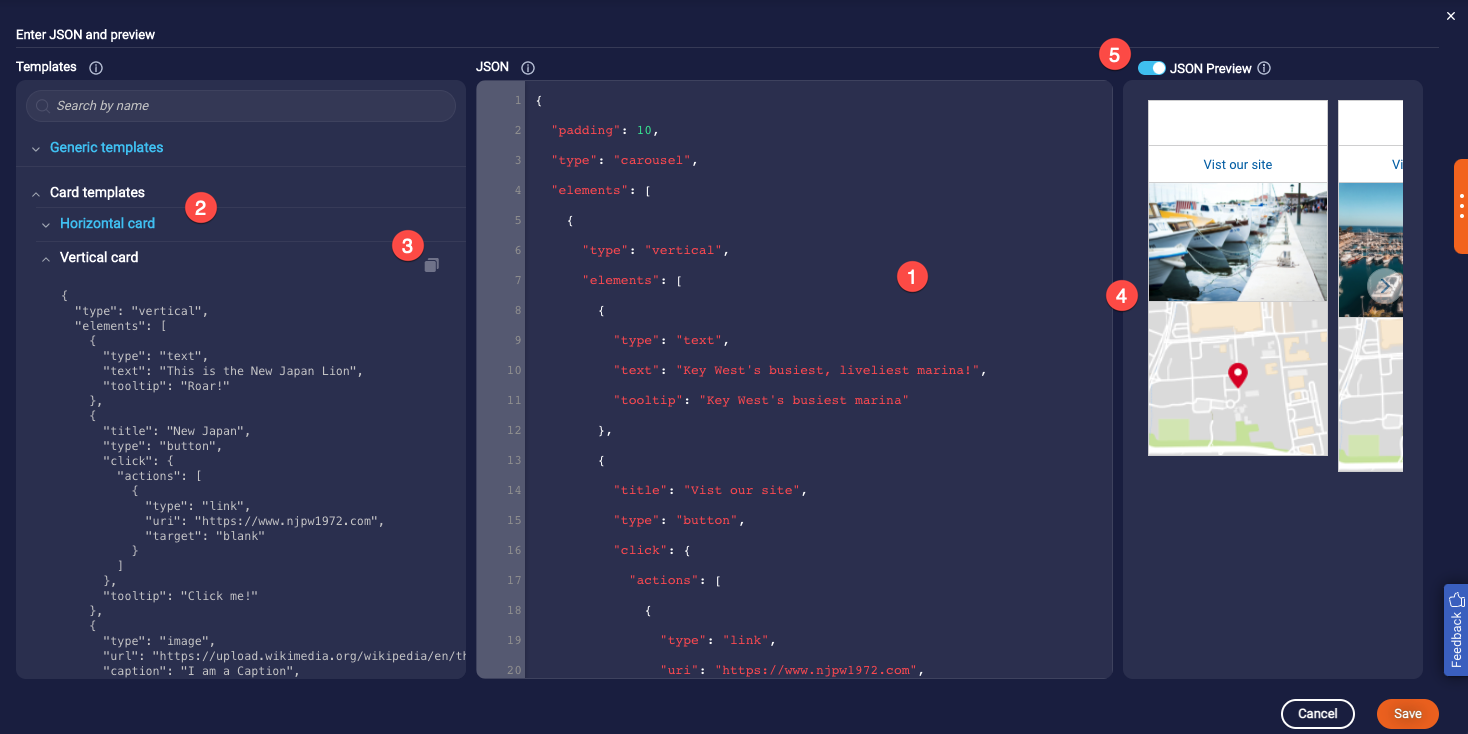 Enter JSON and preview
Templates
Search by name
Generic templates
Card templates
2
Horizontal card
3
Vertical card
{
"type": "vertical",
"elements": [
{
"type": "text",
"text": "This is the New Japan Lion",
"tooltip": "Roar!"
},
{
"title": "New Japan",
"type": "button",
"click": {
"actions": [
{
"type": "link",
"uri": "https://www.njpw1972.com",
"target": "blank"
}
]
},
"tooltip": "Click me!"
},
{
"type": "image",
"url": "https://upload.wikimedia.org/wikipedia/en/th
"caption": "I am a Caption",
JSON
1 {
2 "padding": 10,
3 "type": "carousel",
4 "elements": [
5 {
6 "type": "vertical",
7 "elements": [
1
8 {
9 "type": "text",
10 "text": "Key West's busiest, liveliest marina!",
11 "tooltip": "Key West's busiest marina"
12 },
13 {
14 "title": "Vist our site",
15 "type": "button",
16 "click": {
17 "actions": [
18 {
19 "type": "link",
20 "uri": "https://www.njpw1972.com",
5
JSON Preview
Vist our site
Vi
4
Feedback
Cancel
Save